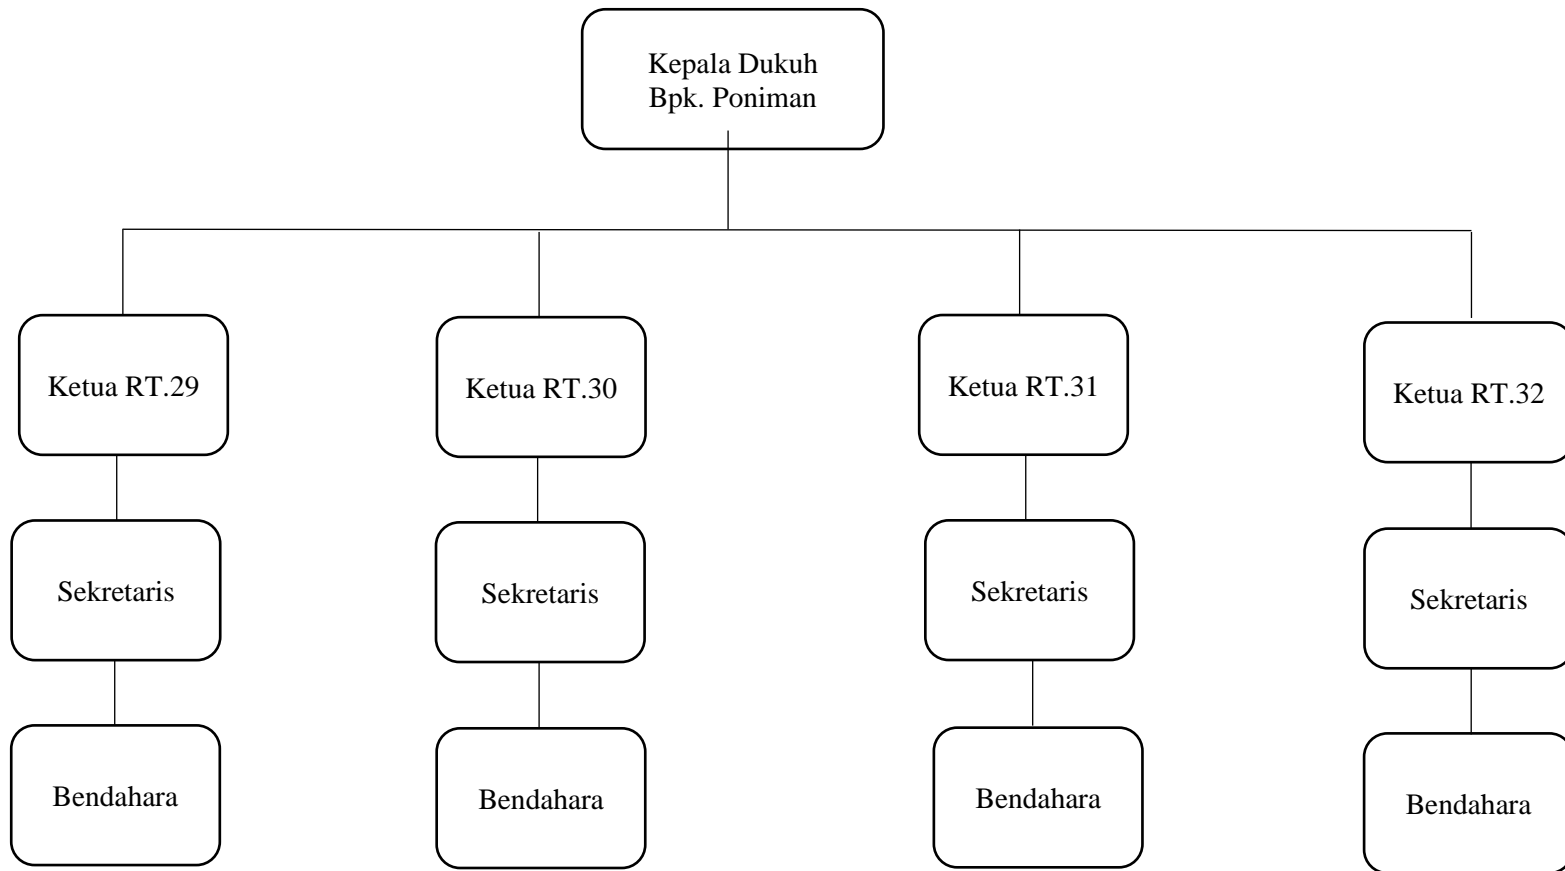 Kepala Dukuh
Bpk. Poniman
Ketua RT.29
Ketua RT.30
Ketua RT.31
Ketua RT.32
Sekretaris
Sekretaris
Sekretaris
Sekretaris
Bendahara
Bendahara
Bendahara
Bendahara